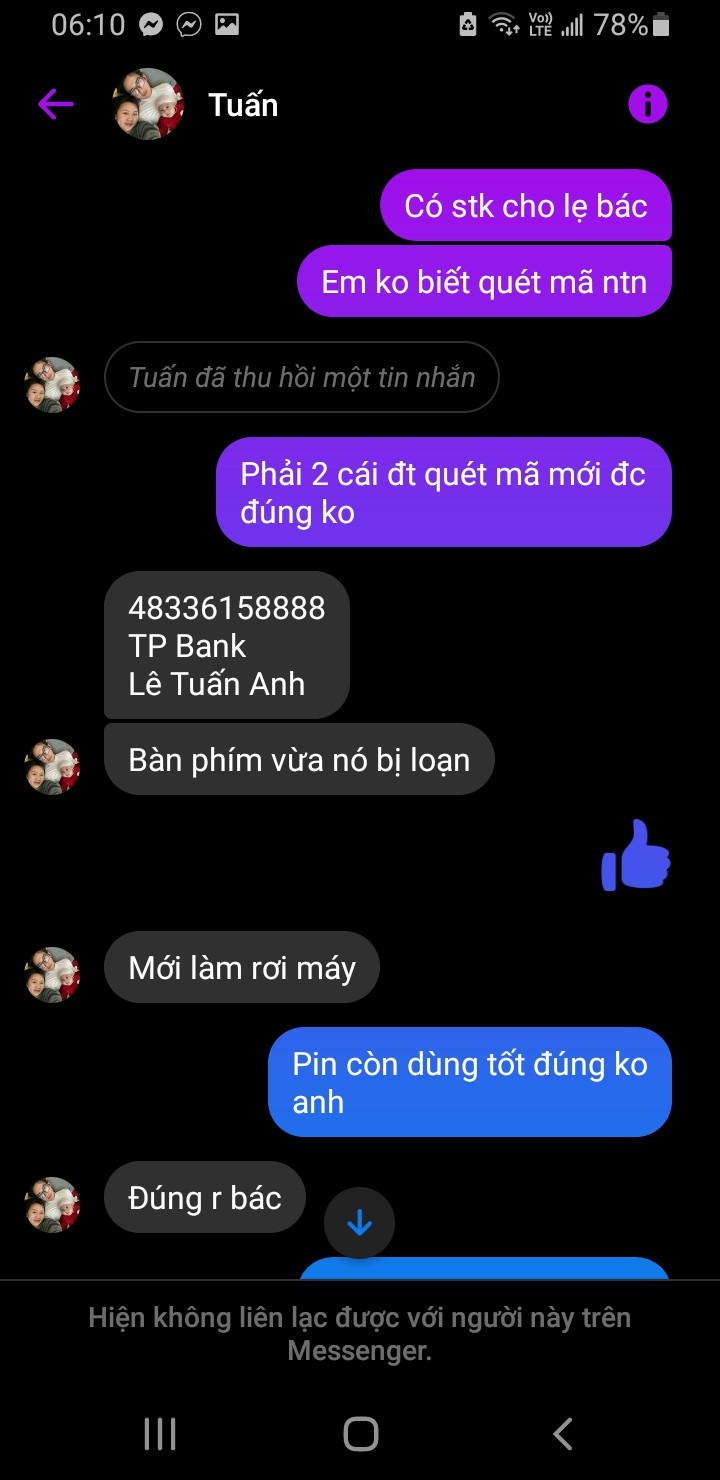 06:10
Vo)) LTE
78%
Tuấn
Có stk cho lẹ bác
Em ko biết quét mã ntn
Tuấn đã thu hồi một tin nhắn
Phải 2 cái đt quét mã mới đc
đúng ko
48336158888
TP Bank
Lê Tuấn Anh
Bàn phím vừa nó bị loạn
Mới làm rơi máy
Pin còn dùng tốt đúng ko
anh
Đúng r bác
Hiện không liên lạc được với người này trên
Messenger.